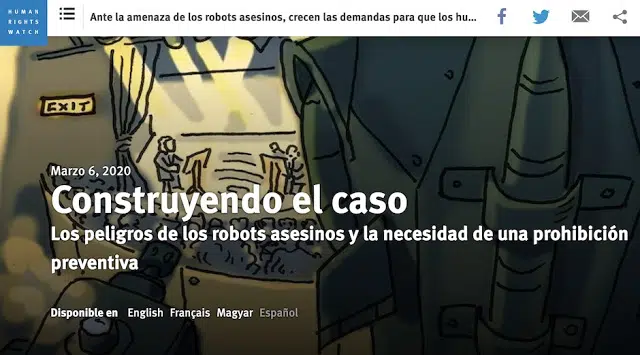 HUMAN
RIGHTS
WATCH
Ante la amenaza de los robots asesinos, crecen las demandas para que los hu...
EXIT
Marzo 6, 2020
Construyendo el caso
Los peligros de los robots asesinos y la necesidad de una prohibición
preventiva
Disponible en English Français Magyar Español